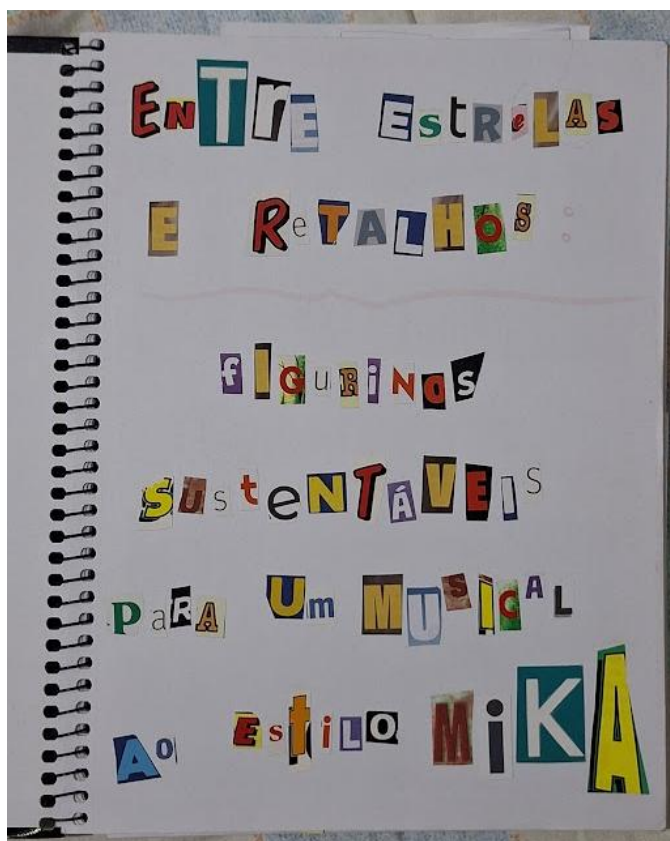 ENTrE EStRelAS
E ReTALHOS:
fIGuRiNOS
SUsteNTÁVEIS
PaRA Um MUSICAL
AO EStiLO MiKA